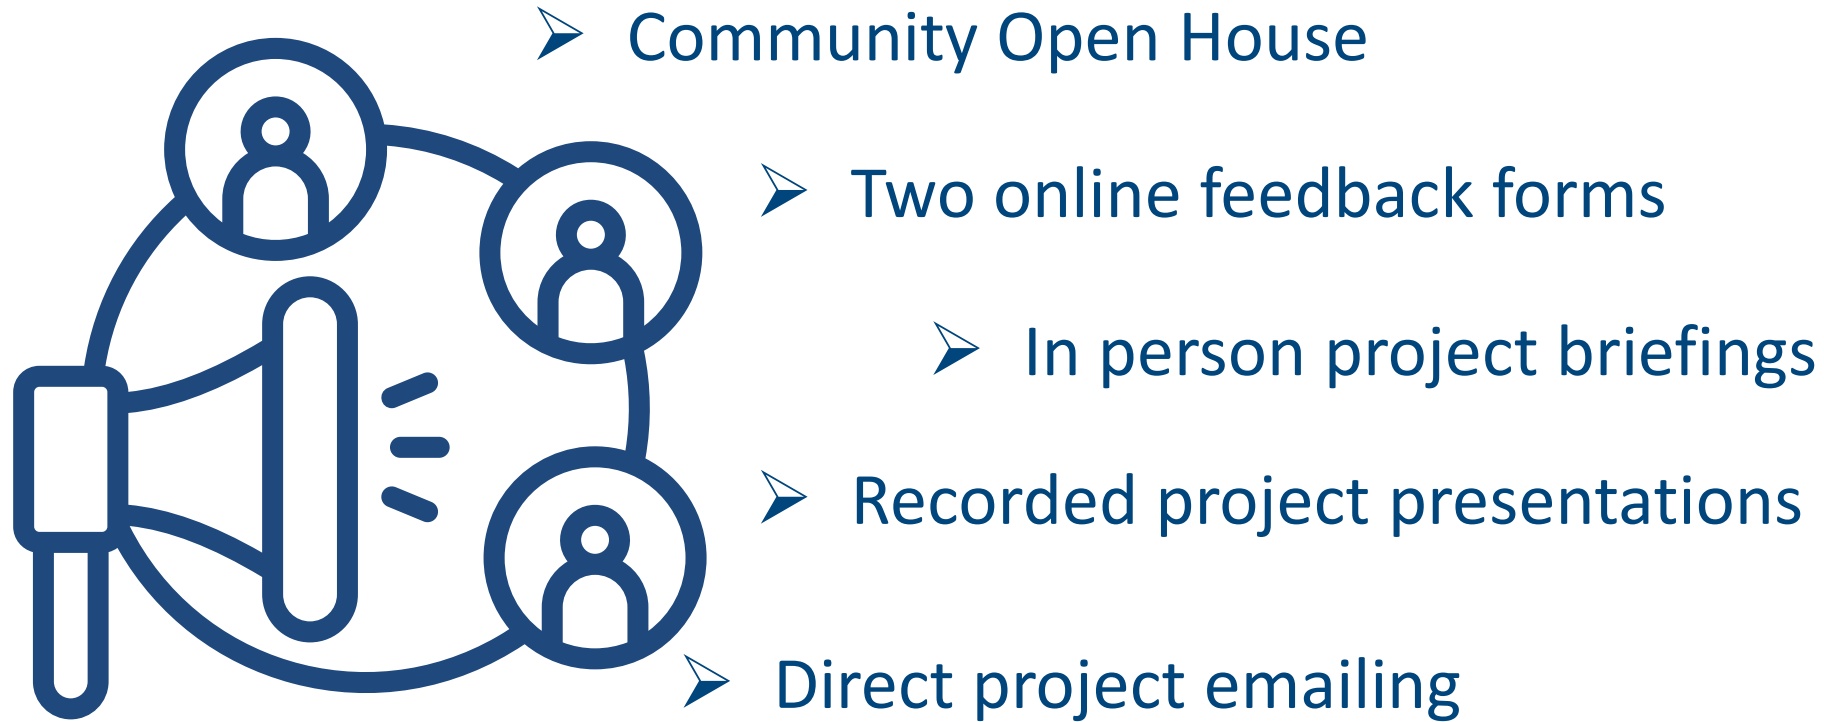 Community Open House
Two online feedback forms
In person project briefings
Recorded project presentations
Direct project emailing